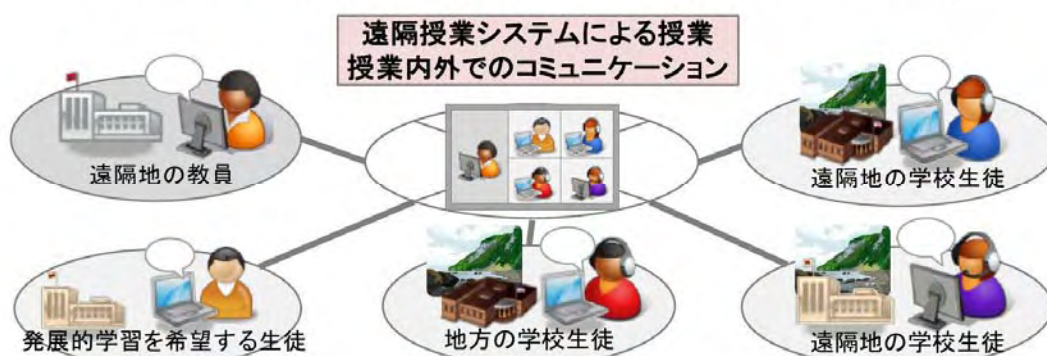 遠隔授業システムによる授業
授業内外でのコミュニケーション
遠隔地の教員
遠隔地の学校生徒
発展的学習を希望する生徒
地方の学校生徒
遠隔地の学校生徒